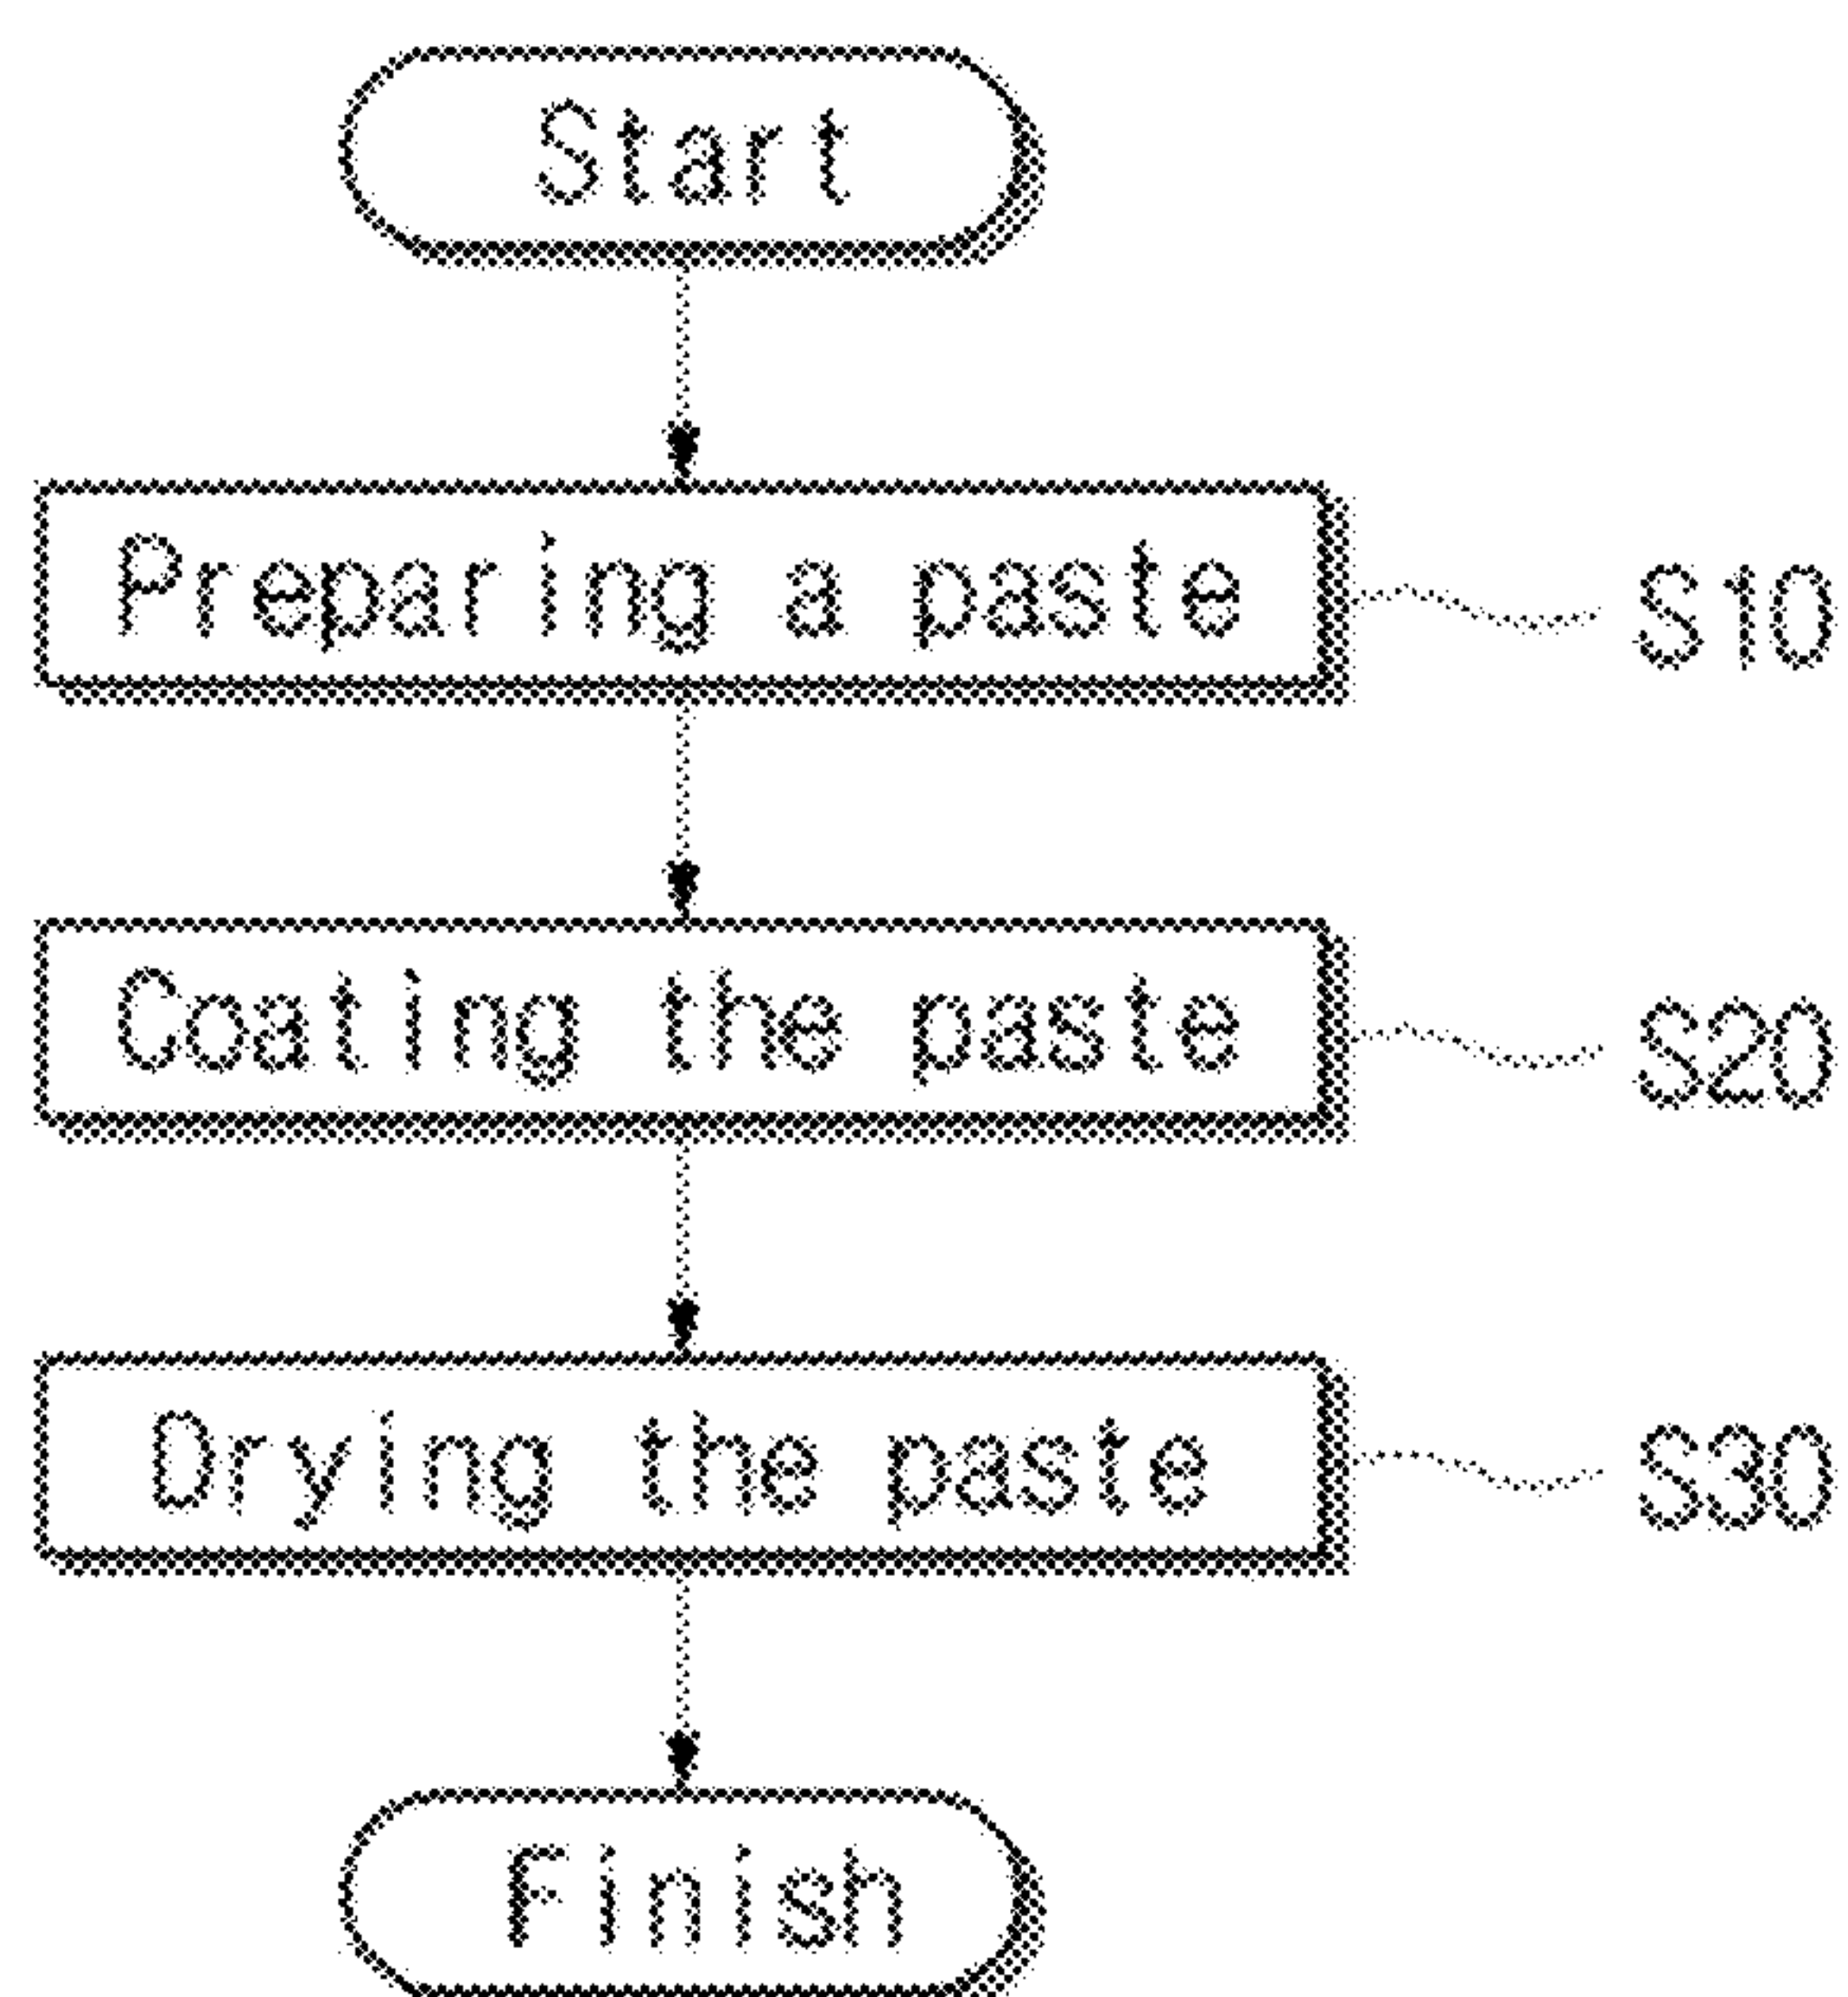 Start
Preparing a paste S10
Coating the paste S20
Drying the paste S30
Finish